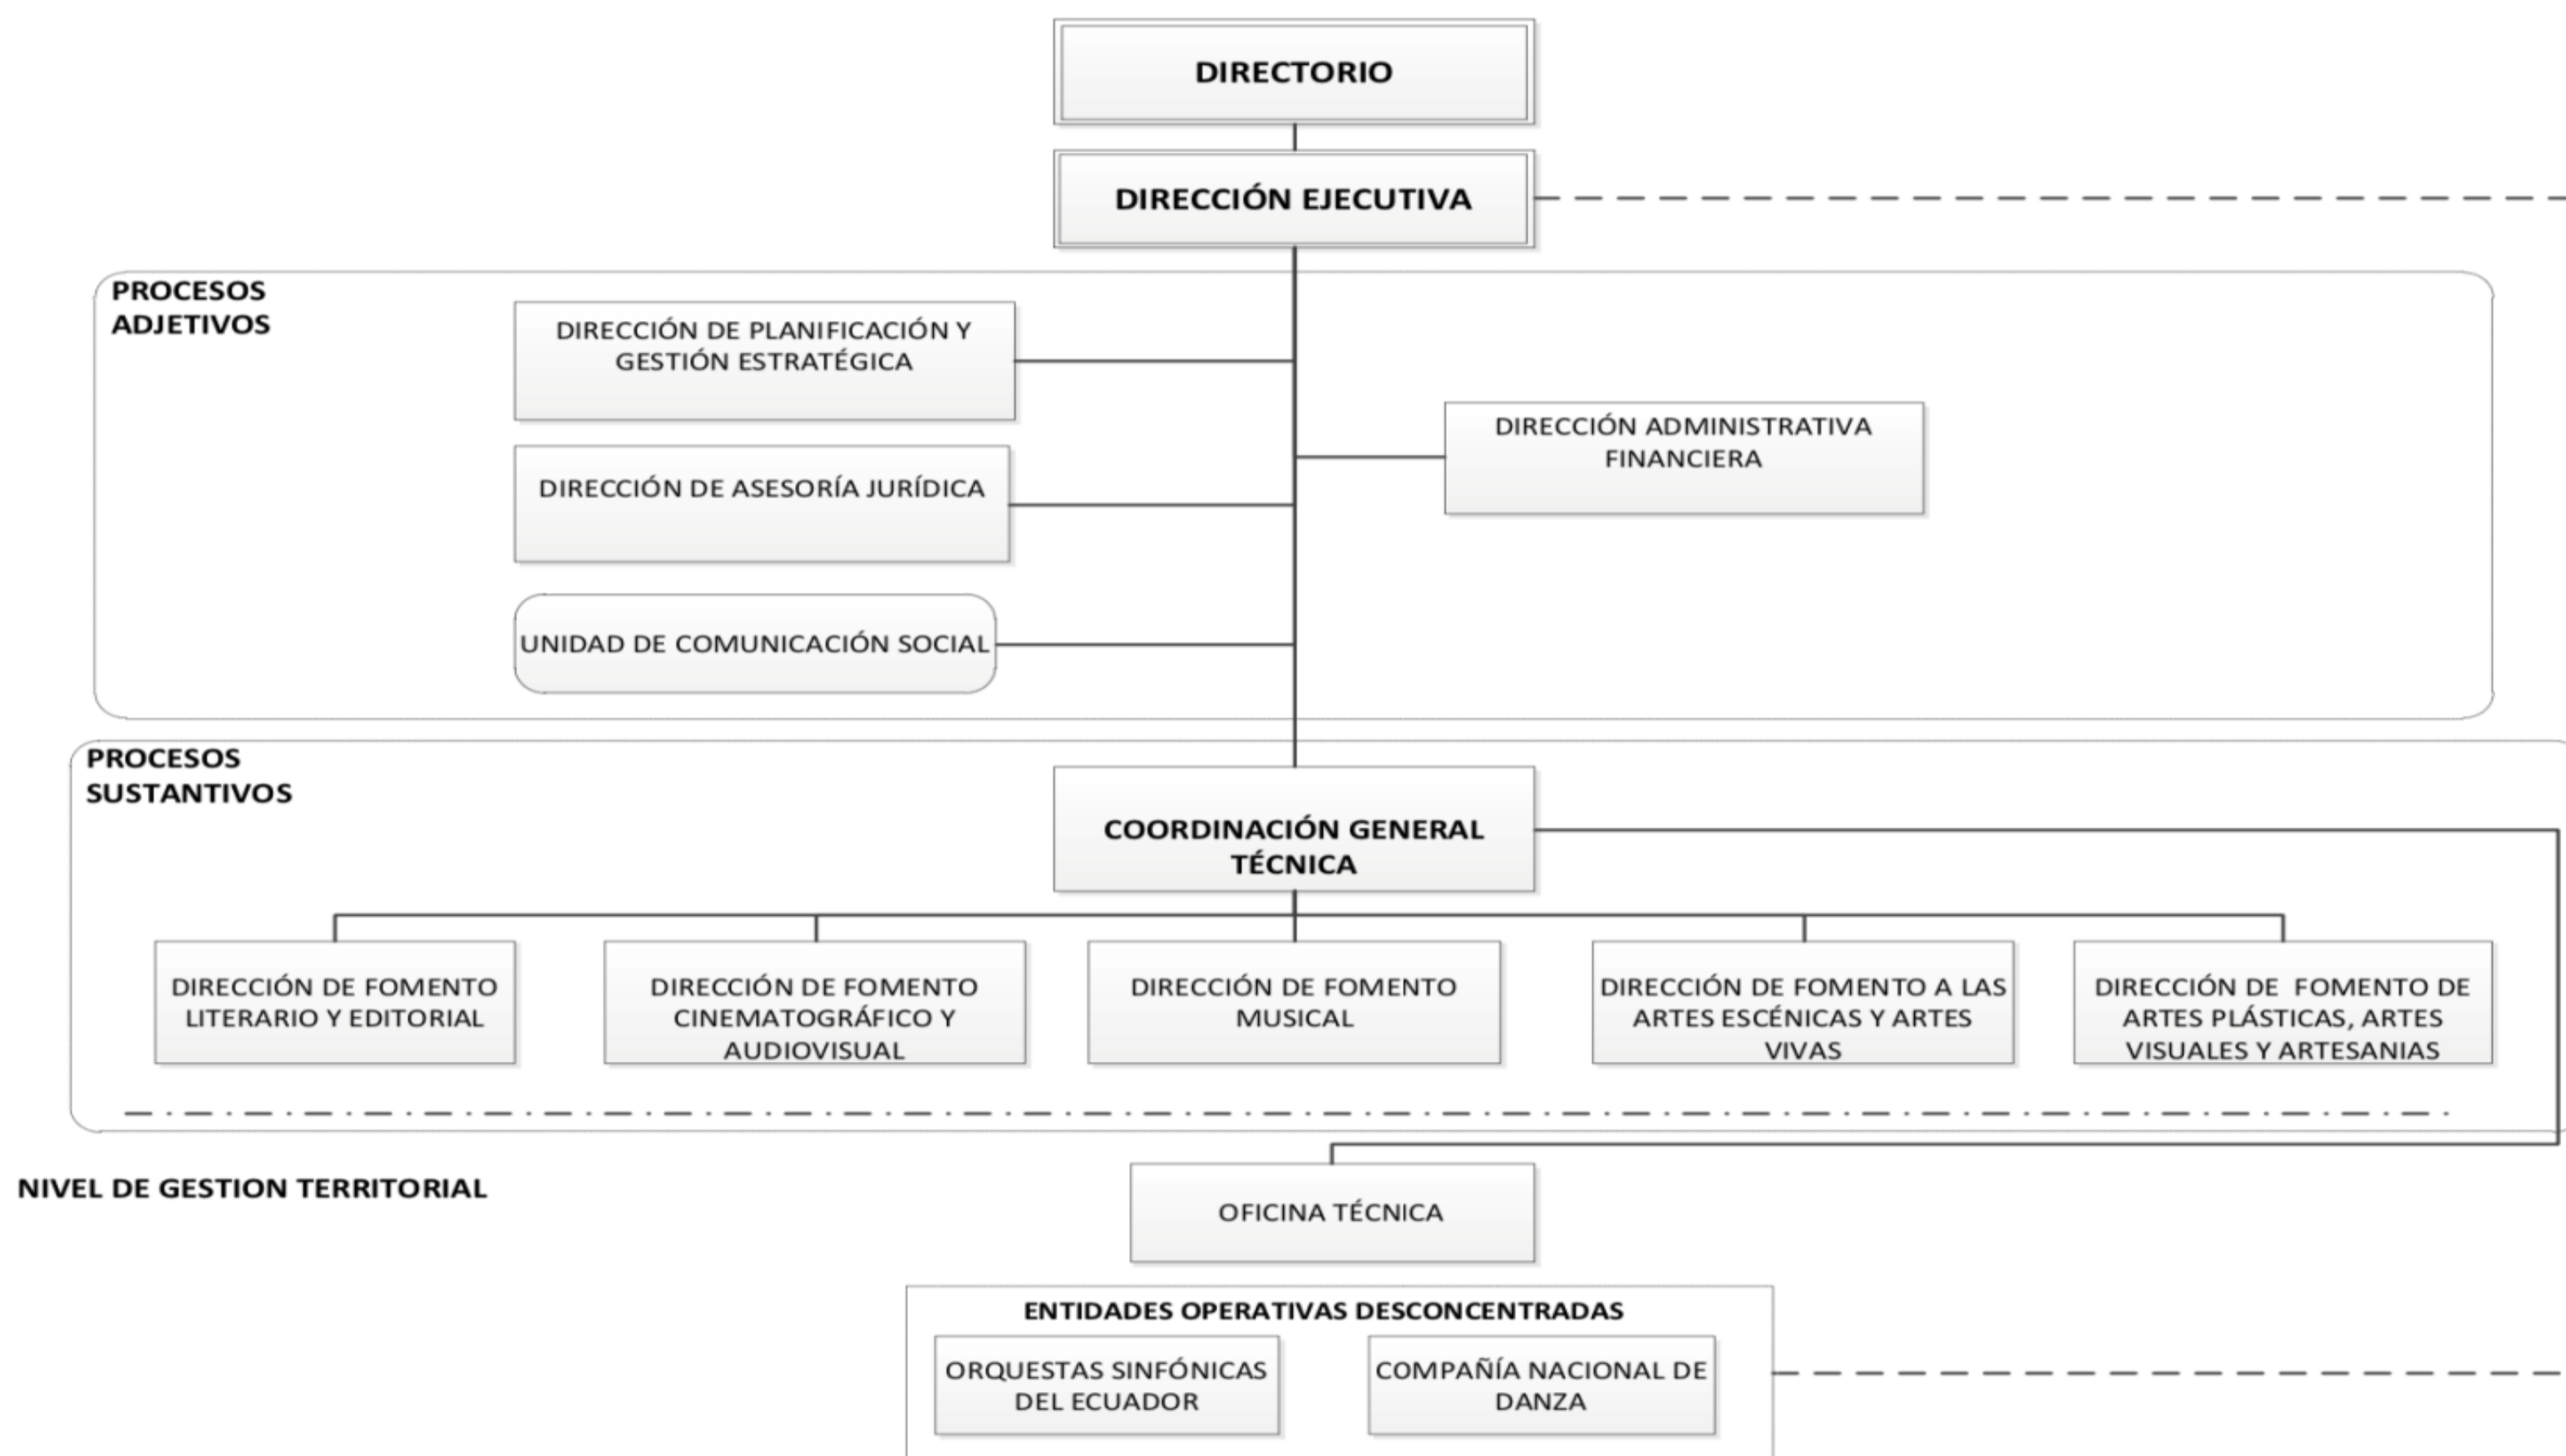 DIRECTORIO
DIRECCIÓN EJECUTIVA
PROCESOS
ADJETIVOS
DIRECCIÓN DE PLANIFICACIÓN Y
GESTIÓN ESTRATÉGICA
DIRECCIÓN ADMINISTRATIVA
FINANCIERA
DIRECCIÓN DE ASESORÍA JURÍDICA
UNIDAD DE COMUNICACIÓN SOCIAL
PROCESOS
SUSTANTIVOS
COORDINACIÓN GENERAL
TÉCNICA
DIRECCIÓN DE FOMENTO
LITERARIO Y EDITORIAL
DIRECCIÓN DE FOMENTO
CINEMATOGRÁFICO Y
AUDIOVISUAL
DIRECCIÓN DE FOMENTO
MUSICAL
DIRECCIÓN DE FOMENTO A LAS
ARTES ESCÉNICAS Y ARTES
VIVAS
DIRECCIÓN DE FOMENTO DE
ARTES PLÁSTICAS, ARTES
VISUALES Y ARTESANIAS
NIVEL DE GESTION TERRITORIAL
OFICINA TÉCNICA
ENTIDADES OPERATIVAS DESCONCENTRADAS
ORQUESTAS SINFÓNICAS
DEL ECUADOR
COMPAÑÍA NACIONAL DE
DANZA